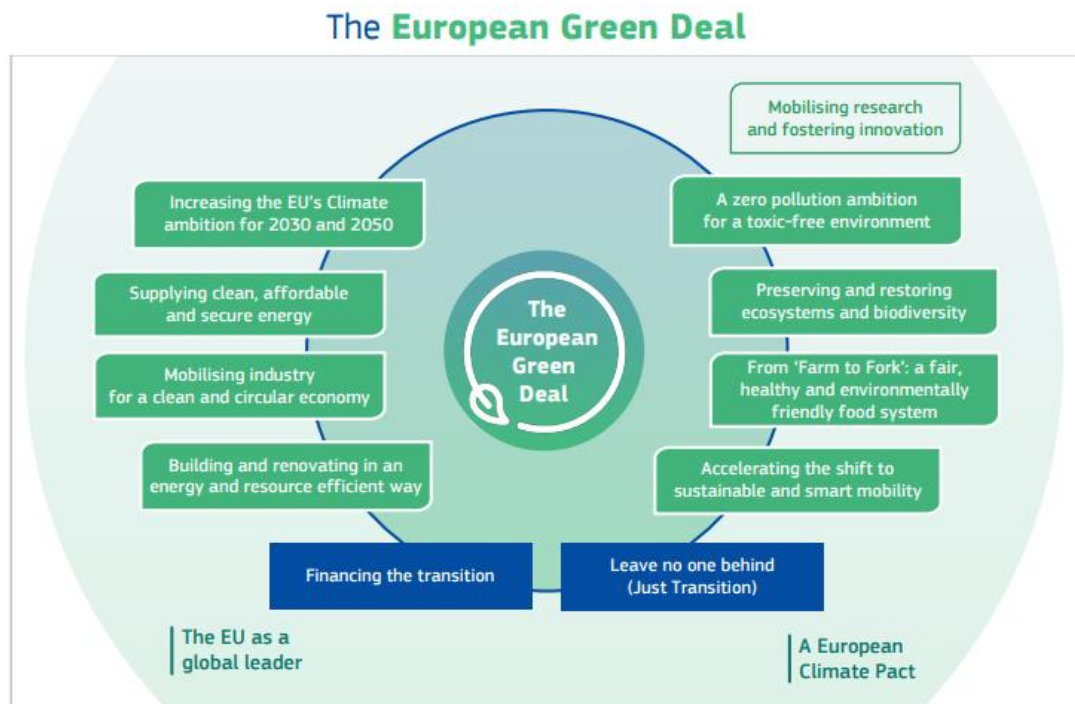 The European Green Deal
Mobilising research
and fostering innovation
Increasing the EU's Climate
ambition for 2030 and 2050
A zero pollution ambition
for a toxic-free environment
Supplying clean, affordable
and secure energy
Preserving and restoring
ecosystems and biodiversity
Mobilising industry
for a clean and circular economy
From 'Farm to Fork': a fair,
healthy and environmentally
friendly food system
Building and renovating in an
energy and resource efficient way
Accelerating the shift to
sustainable and smart mobility
The
European
Green
Deal
Financing the transition
Leave no one behind
(Just Transition)
The EU as a
global leader
A European
Climate Pact